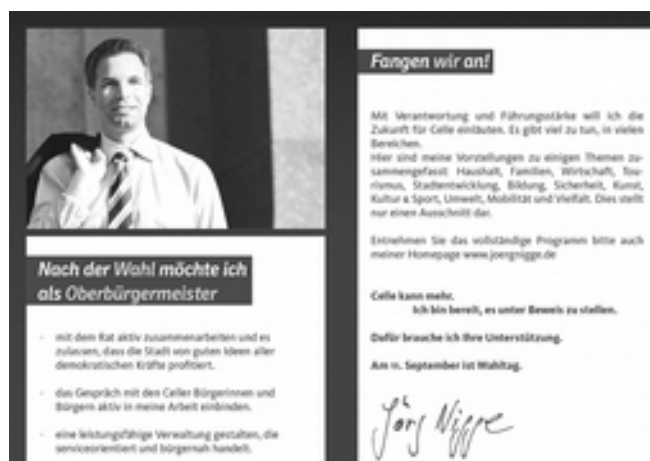 Nach der Wahl möchte ich
als Oberbürgermeister
- mit dem Rat aktiv zusammenarbeiten und es
zulassen, dass die Stadt von guten Ideen aller
demokratischen Kräfte profitiert.
- das Gespräch mit den Celler Bürgerinnen und
Bürgern aktiv in meine Arbeit einbinden.
- eine leistungsfähige Verwaltung gestalten, die
serviceorientiert und bürgernah handelt.
Fangen wir an!
Mit Verantwortung und Führungsstärke will ich die
Zukunft für Celle einläuten. Es gibt viel zu tun, in vielen
Bereichen.
Hier sind meine Vorstellungen zu einigen Themen zu-
sammengefasst: Haushalt, Familien, Wirtschaft, Tou-
rismus, Stadtentwicklung, Bildung, Sicherheit, Kunst,
Kultur & Sport, Umwelt, Mobilität und Vielfalt. Dies stellt
nur einen Ausschnitt dar.
Entnehmen Sie das vollständige Programm bitte auch
meiner Homepage www.joergnigge.de
Celle kann mehr.
Ich bin bereit, es unter Beweis zu stellen.
Dafür brauche ich Ihre Unterstützung.
Am 11. September ist Wahltag.
Jörg Nigge